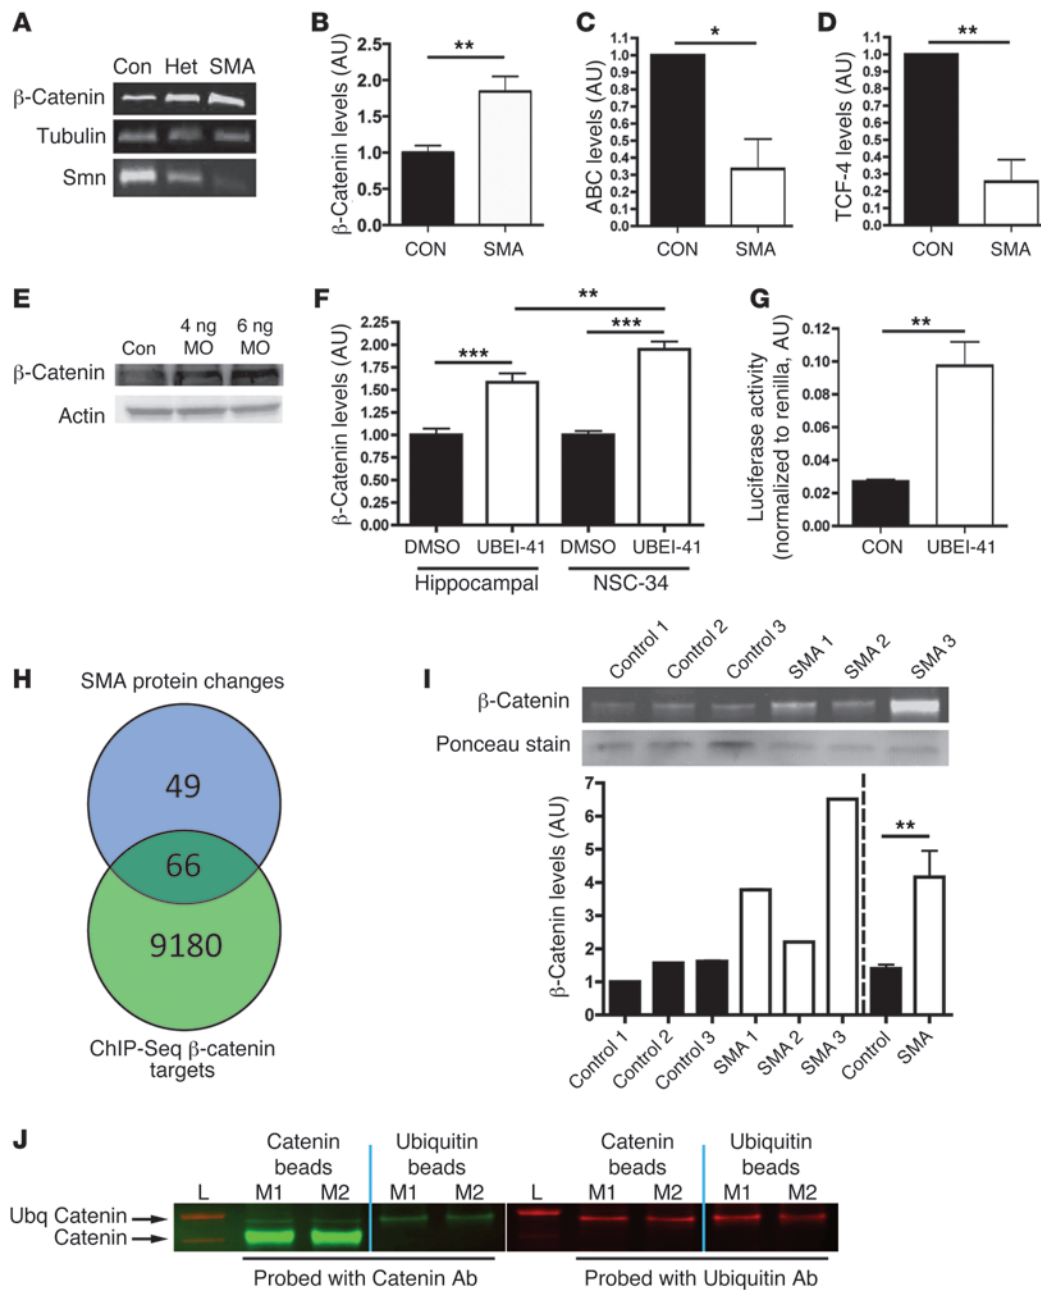 A
Con Het SMA
β-Catenin
Tubulin
Smn
B
β-Catenin levels (AU)
2.5
2.0
1.5
1.0
0.5
0.0
**
CON SMA
C
ABC levels (AU)
1.1
1.0
0.9
0.8
0.7
0.6
0.5
0.4
0.3
0.2
0.1
0.0
*
CON SMA
D
TCF-4 levels (AU)
1.1
1.0
0.9
0.8
0.7
0.6
0.5
0.4
0.3
0.2
0.1
0.0
**
CON SMA
E
Con 4 ng MO 6 ng MO
β-Catenin
Actin
F
β-Catenin levels (AU)
2.25
2.00
1.75
1.50
1.25
1.00
0.75
0.50
0.25
0.00
**
*** ***
DMSO UBEI-41 DMSO UBEI-41
Hippocampal NSC-34
G
Luciferase activity
(normalized to renilla, AU)
0.12
0.10
0.08
0.06
0.04
0.02
0.00
**
CON UBEI-41
H
SMA protein changes
49
66
9180
ChIP-Seq β-catenin
targets
I
Control 1 Control 2 Control 3 SMA 1 SMA 2 SMA 3
β-Catenin
Ponceau stain
β-Catenin levels (AU)
7
6
5
4
3
2
1
0
**
Control 1 Control 2 Control 3 SMA 1 SMA 2 SMA 3 Control SMA
J
Catenin beads Ubiquitin beads Catenin beads Ubiquitin beads
L M1 M2 M1 M2 L M1 M2 M1 M2
Ubq Catenin
Catenin
Probed with Catenin Ab Probed with Ubiquitin Ab